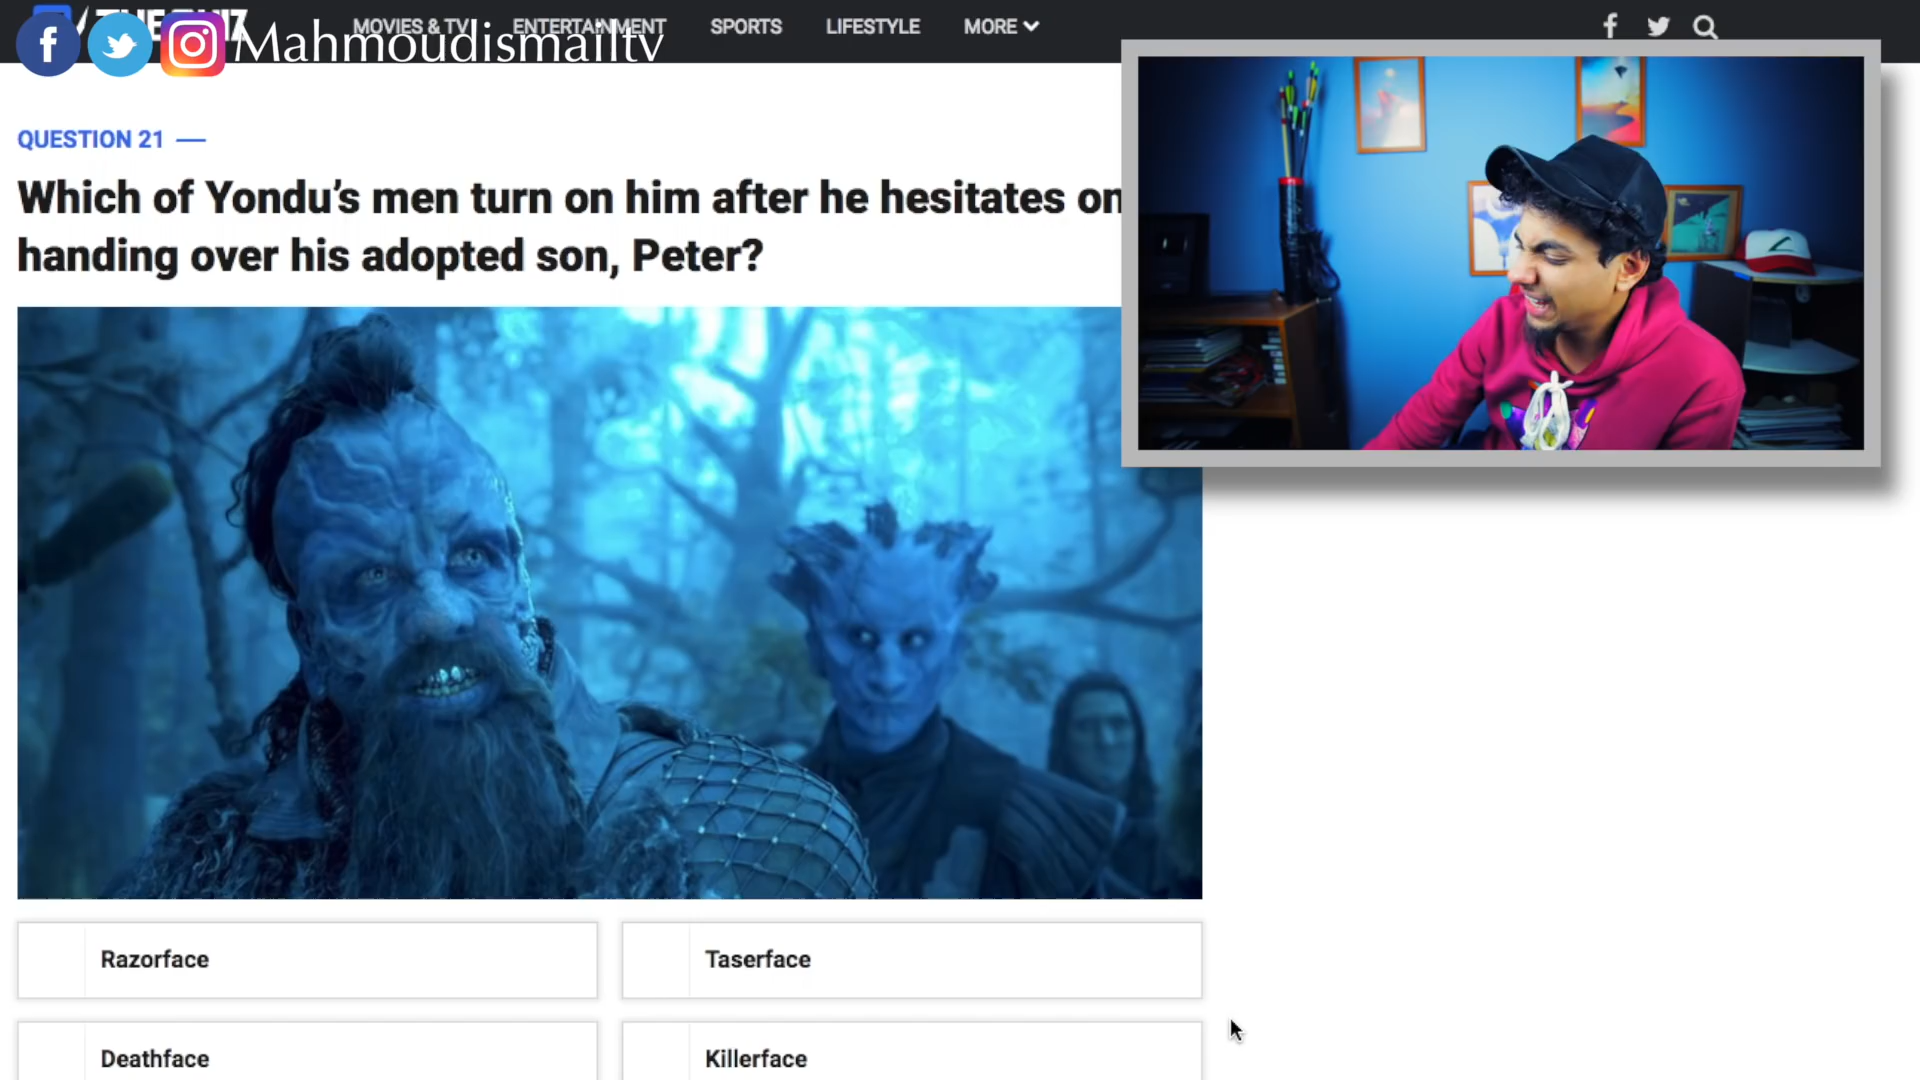 MOVIES & TV ENTERTAINMENT SPORTS LIFESTYLE MORE
Mahmoudismailtv
QUESTION 21
Which of Yondu’s men turn on him after he hesitates on
handing over his adopted son, Peter?
Razorface
Taserface
Deathface
Killerface